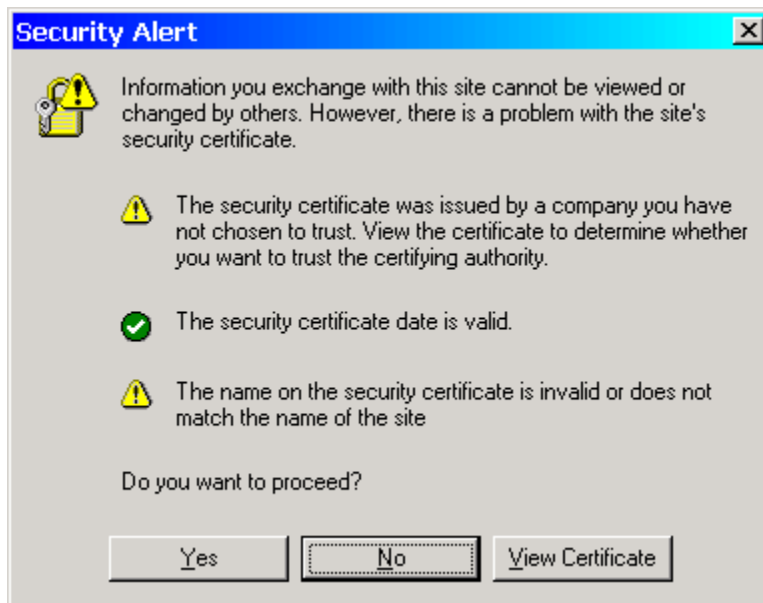 Security Alert
Information you exchange with this site cannot be viewed or
changed by others. However, there is a problem with the site's
security certificate.
The security certificate was issued by a company you have
not chosen to trust. View the certificate to determine whether
you want to trust the certifying authority.
The security certificate date is valid.
The name on the security certificate is invalid or does not
match the name of the site
Do you want to proceed?
Yes No View Certificate